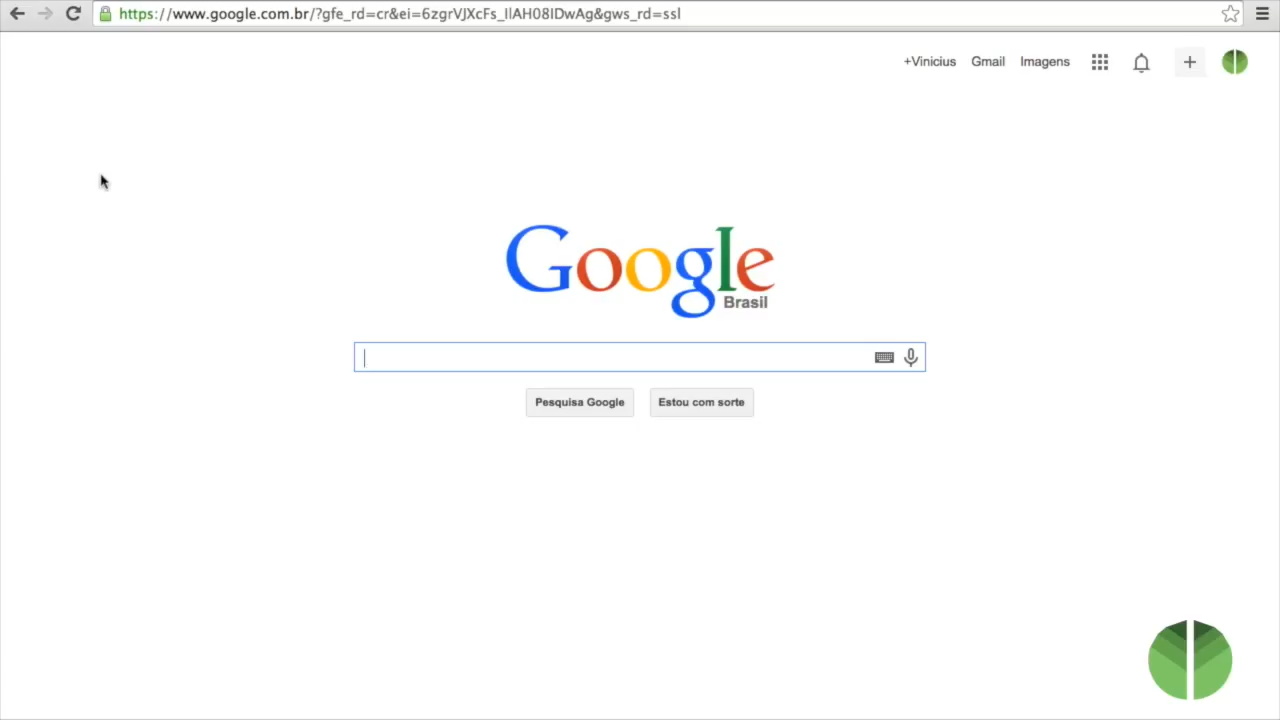 https://www.google.com.br/?gfe_rd=cr&ei=6zgrVJXcFs_IlAH08IDwAg&gws_rd=ssl
+Vinicius Gmail Imagens
Google
Brasil
Pesquisa Google Estou com sorte